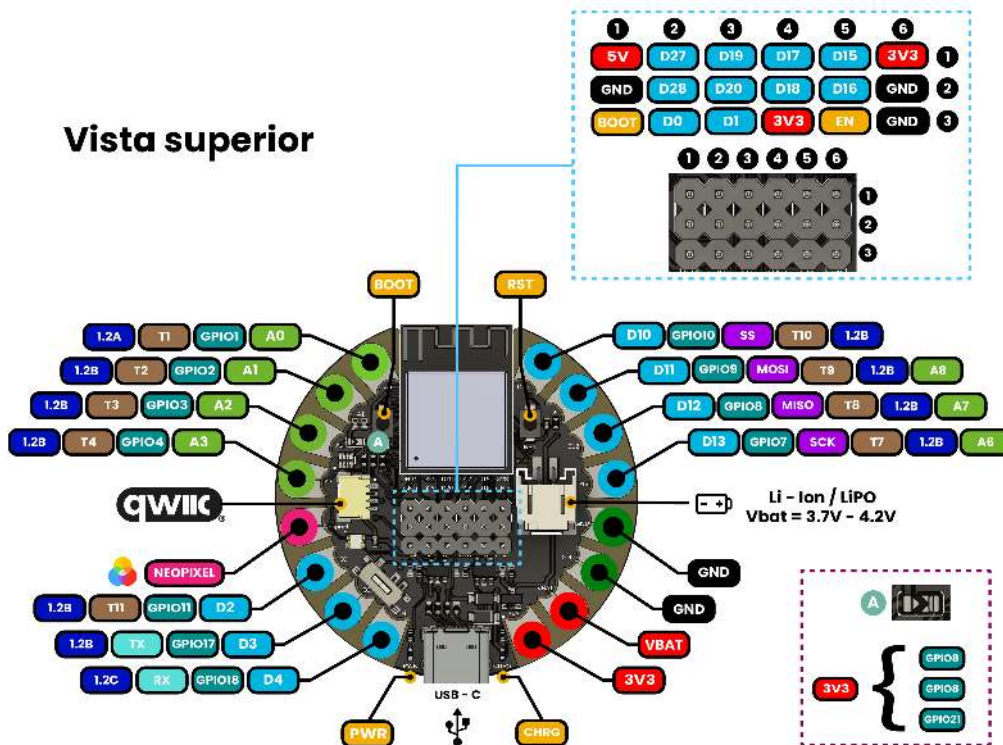 1 2 3 4 5 6
5V D27 D19 D17 D15 3V3 1
GND D28 D20 D18 D16 GND 2
BOOT D0 D1 3V3 EN GND 3
Vista superior
1 2 3 4 5 6
1
2
3
BOOT RST
1.2A T1 GPIO1 A0
1.2B T2 GPIO2 A1
1.2B T3 GPIO3 A2
1.2B T4 GPIO4 A3
D10 GPIO10 SS T10 1.2B
D11 GPIO9 MOSI T9 1.2B A8
D12 GPIO8 MISO T8 1.2B A7
D13 GPIO7 SCK T7 1.2B A6
A
qwiic
Li - Ion / LiPO
Vbat = 3.7V - 4.2V
NEOPIXEL
1.2B T11 GPIO11 D2
1.2B TX GPIO17 D3
1.2C RX GPIO18 D4
GND
GND
VBAT
3V3
USB - C
PWR CHRG
A
3V3
GPIO8
GPIO8
GPIO21